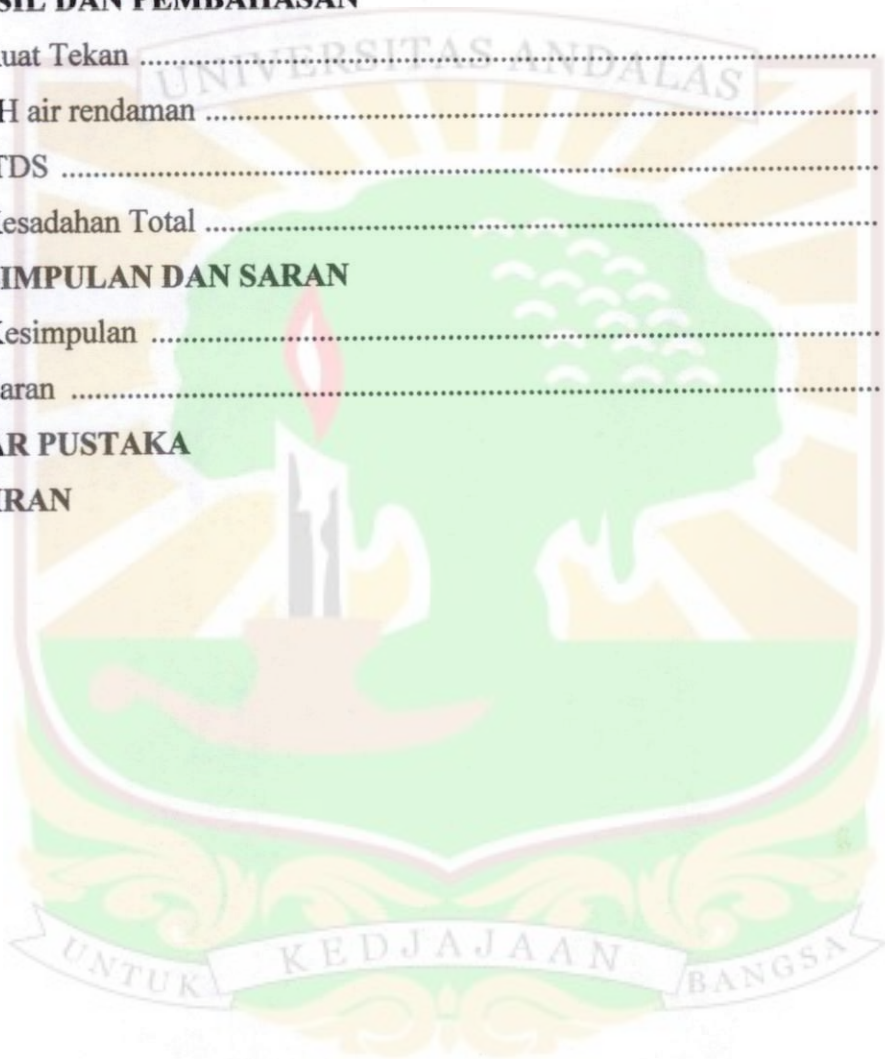 SIL DAN PEMBAHASAN
uat Tekan ........................................................................
UNIVERSITAS ANDALAS
H air rendaman ........................................................................
TDS ........................................................................
esadahan Total ........................................................................
IMPULAN DAN SARAN
esimpulan ........................................................................
aran ........................................................................
AR PUSTAKA
IRAN
UNTUK KEDJAJAAN BANGSA